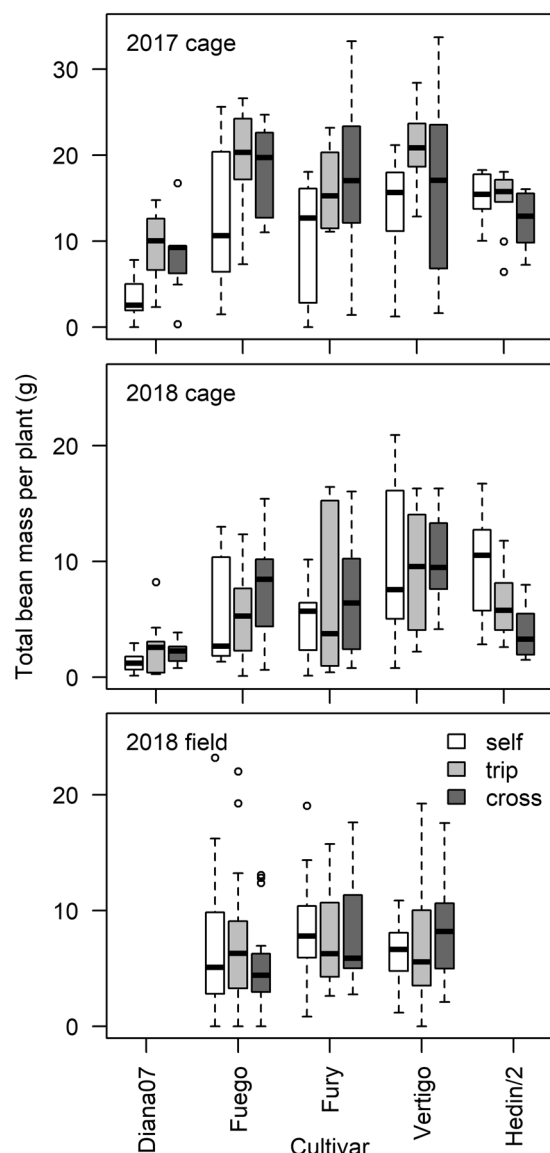 2017 cage
30
20
10
0
2018 cage
20
10
0
Total bean mass per plant (g)
2018 field
self
trip
cross
20
10
0
Diana07
Fuego
Fury
Vertigo
Hedin/2
Cultivar